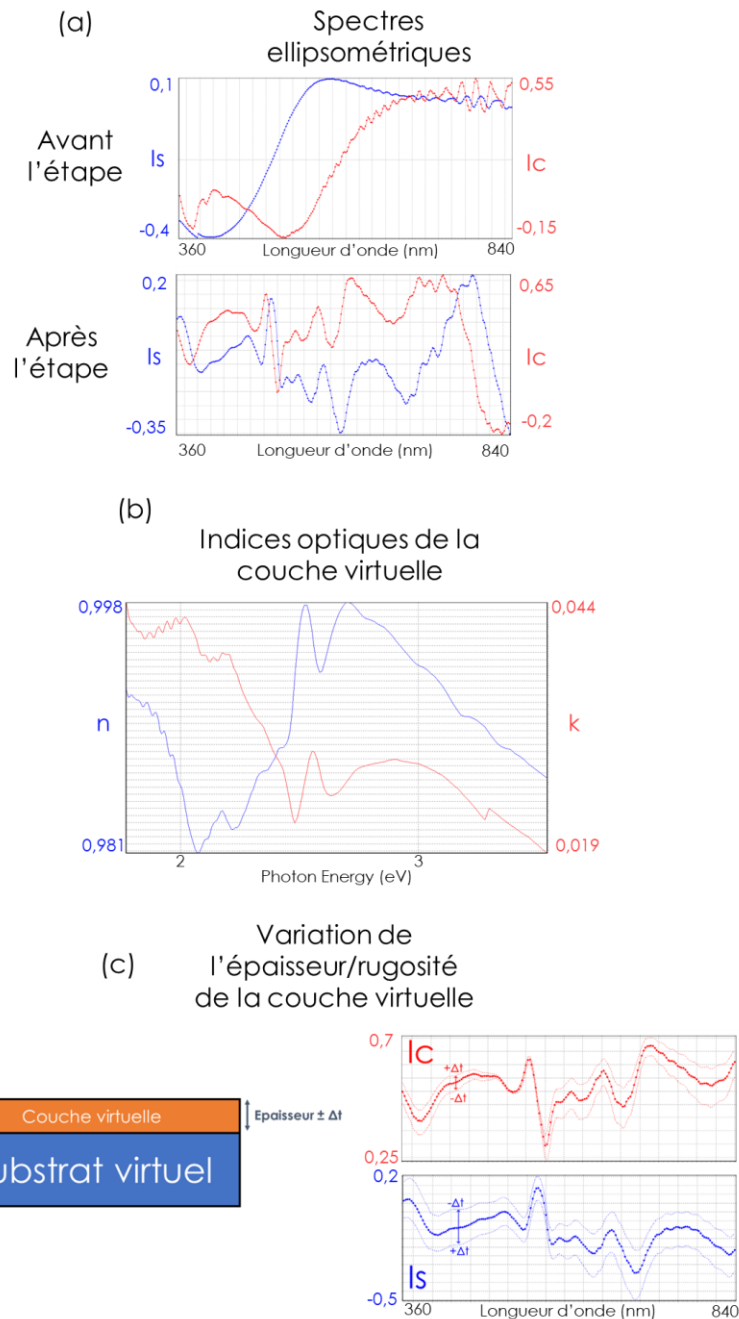 (a)
Spectres
ellipsométriques
Avant
l'étape
0,1
Is
-0,4
0,55
Ic
-0,15
360
Longueur d'onde (nm)
840
Après
l'étape
0,2
Is
-0,35
0,65
Ic
-0,2
360
Longueur d'onde (nm)
840
(b)
Indices optiques de la
couche virtuelle
0,998
n
0,981
0,044
k
0,019
2
3
Photon Energy (eV)
(c)
Variation de
l'épaisseur/rugosité
de la couche virtuelle
Couche virtuelle
Epaisseur ± Δt
ubstrat virtuel
0,7
Ic
+Δt
-Δt
0,25
0,2
-Δt
+Δt
Is
-0,5
360
Longueur d'onde (nm)
840